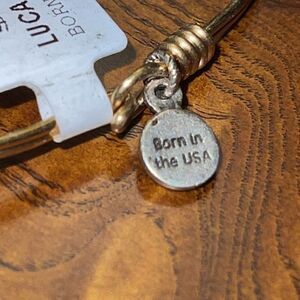 LUCA
BORN
Born in
the USA